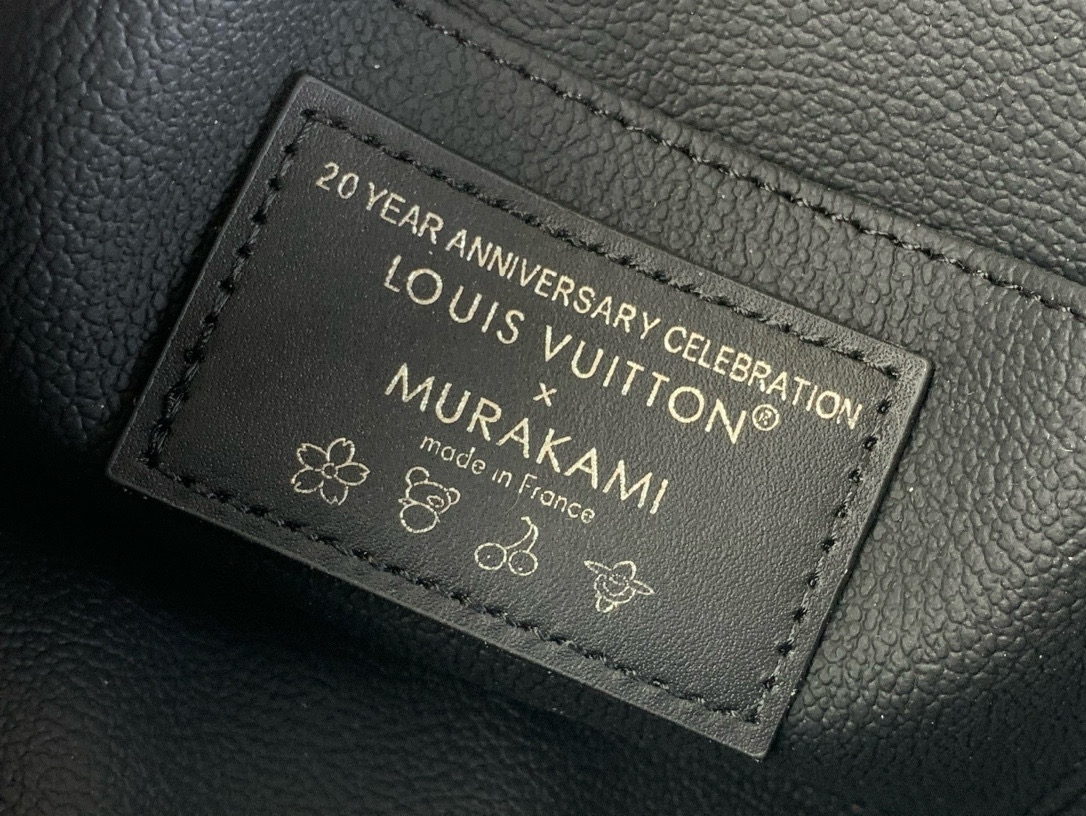 20 YEAR ANNIVERSARY CELEBRATION
LOUIS VUITTON®
x
MURAKAMI
made in France